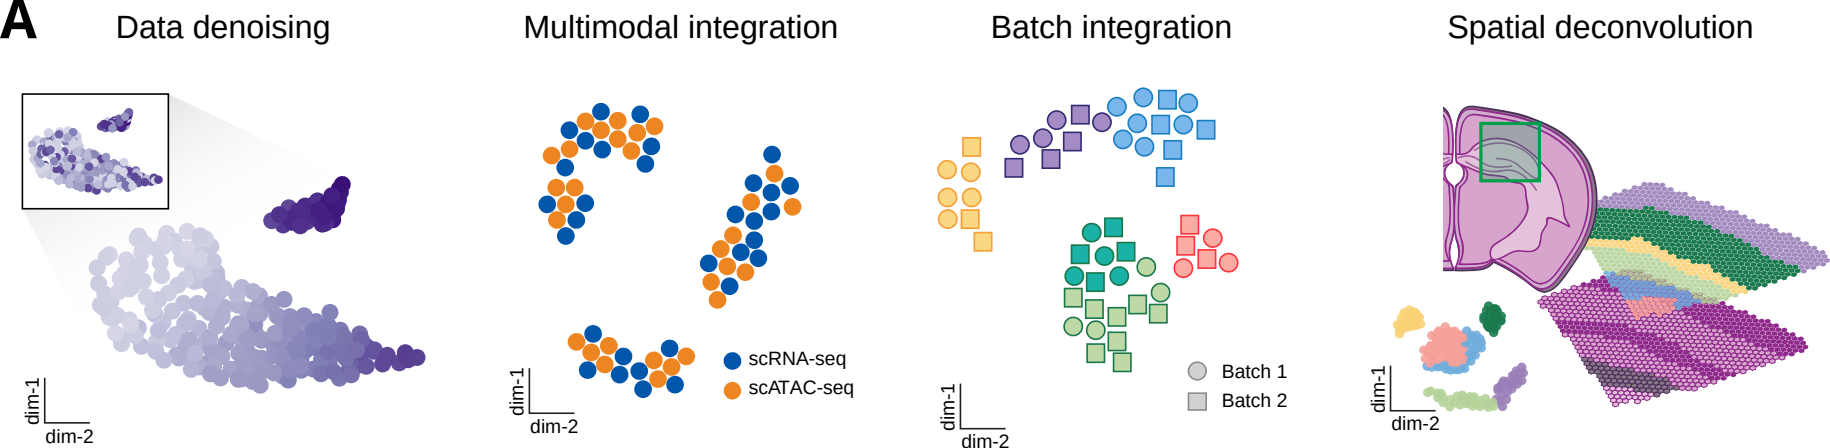 A
Data denoising
Multimodal integration
Batch integration
Spatial deconvolution
dim-1
dim-2
scRNA-seq
scATAC-seq
dim-1
dim-2
Batch 1
Batch 2
dim-1
dim-2
dim-1
dim-2